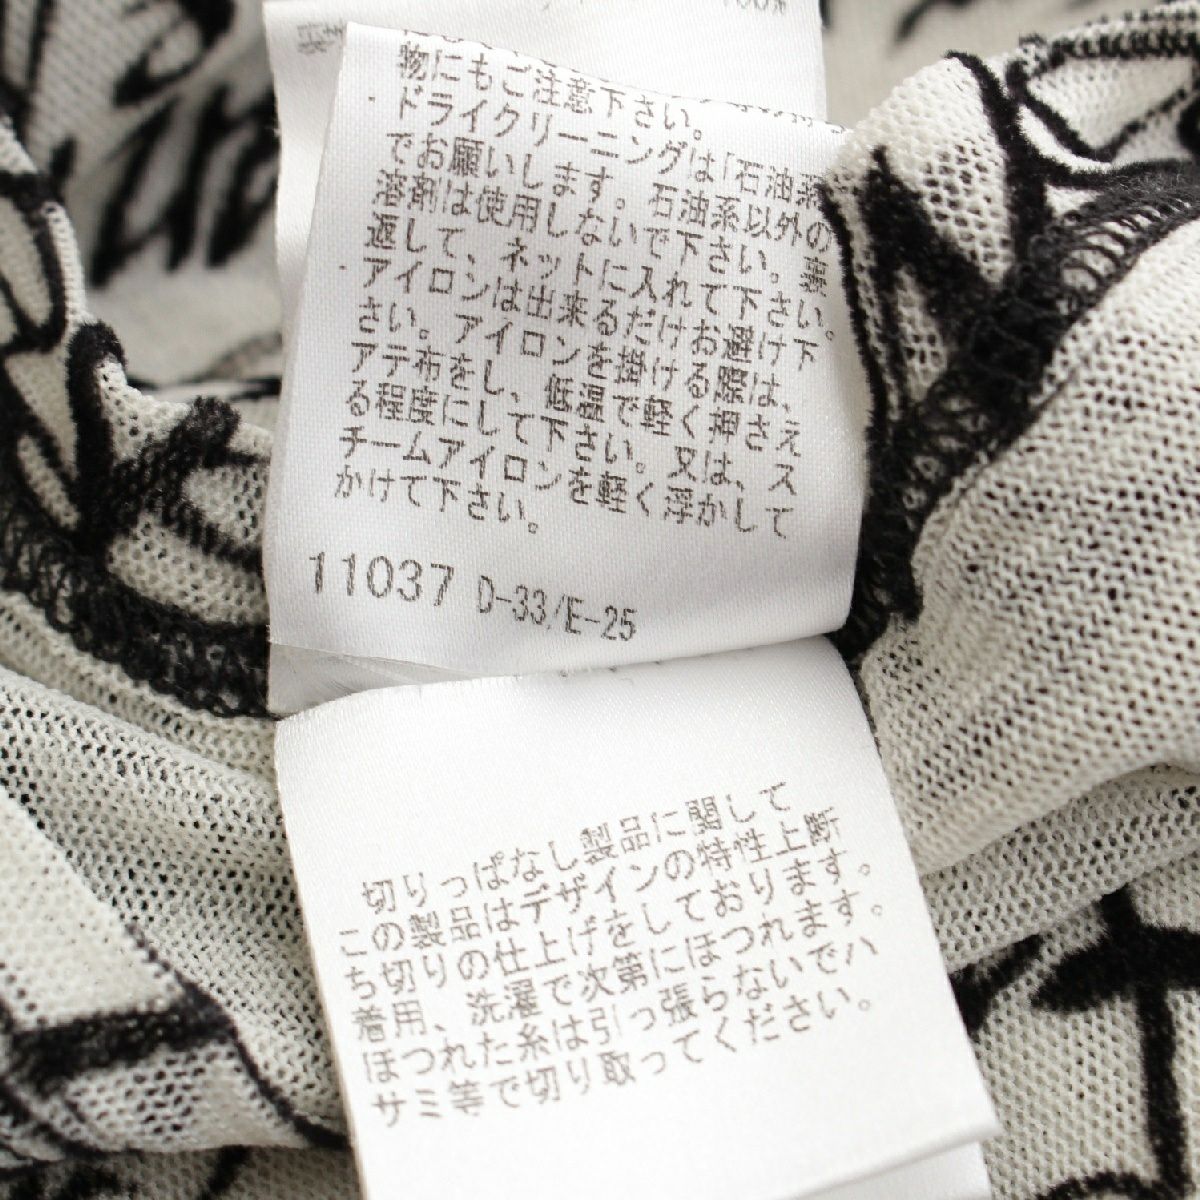 100%
物にもご注意下さい。
ドライクリーニングは「石油系」
でお願いします。石油系以外の
溶剤は使用しないで下さい。裏
返して、ネットに入れて下さい。
アイロンは出来るだけお避け下
さい。アイロンを掛ける際は、
アテ布をし、低温で軽く押さえ
る程度にして下さい。又は、ス
チームアイロンを軽く浮かして
かけて下さい。
11037 D-33/E-25
切りっぱなし製品に関して
この製品はデザインの特性上断
ち切りの仕上げをしております。
着用、洗濯で次第にほつれます。
ほつれた糸は引っ張らないでハ
サミ等で切り取ってください。